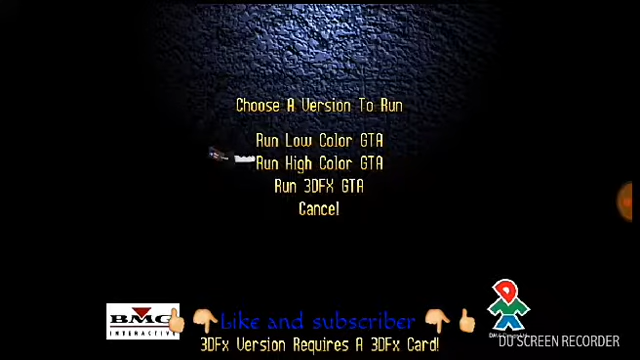 Choose A Version To Run
Run Low Color GTA
Run High Color GTA
Run 3DFX GTA
Cancel
BMG
INTERACTIVE
Like and subscriber
DU SCREEN RECORDER
3DFx Version Requires A 3DFx Card!